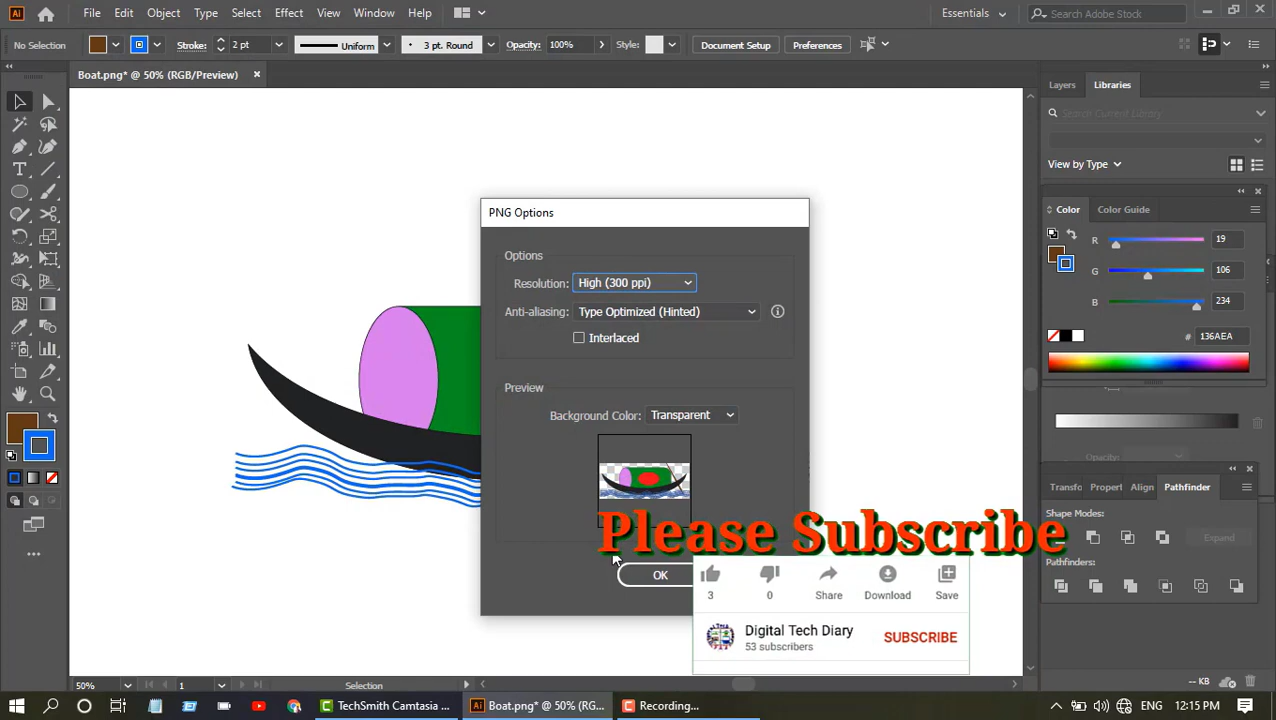 Ai File Edit Object Type Select Effect View Window Help Essentials Search Adobe Stock
No Selection Stroke: 2 pt Uniform 3 pt. Round Opacity: 100% Style: Document Setup Preferences
Boat.png* @ 50% (RGB/Preview)
Layers Libraries
Search Current Library
View by Type
Color Color Guide
R 19
G 106
B 234
# 136AEA
PNG Options
Options
Resolution: High (300 ppi)
Anti-aliasing: Type Optimized (Hinted)
Interlaced
Preview
Background Color: Transparent
OK
Opacity:
Transfo Propert Align Pathfinder
Shape Modes:
Expand
Pathfinders:
Please Subscribe
3 0 Share Download Save
Digital Tech Diary
53 subscribers
SUBSCRIBE
50% 1 Selection
-- KB
TechSmith Camtasia ... Ai Boat.png* @ 50% (RG... Recording... ENG 12:15 PM